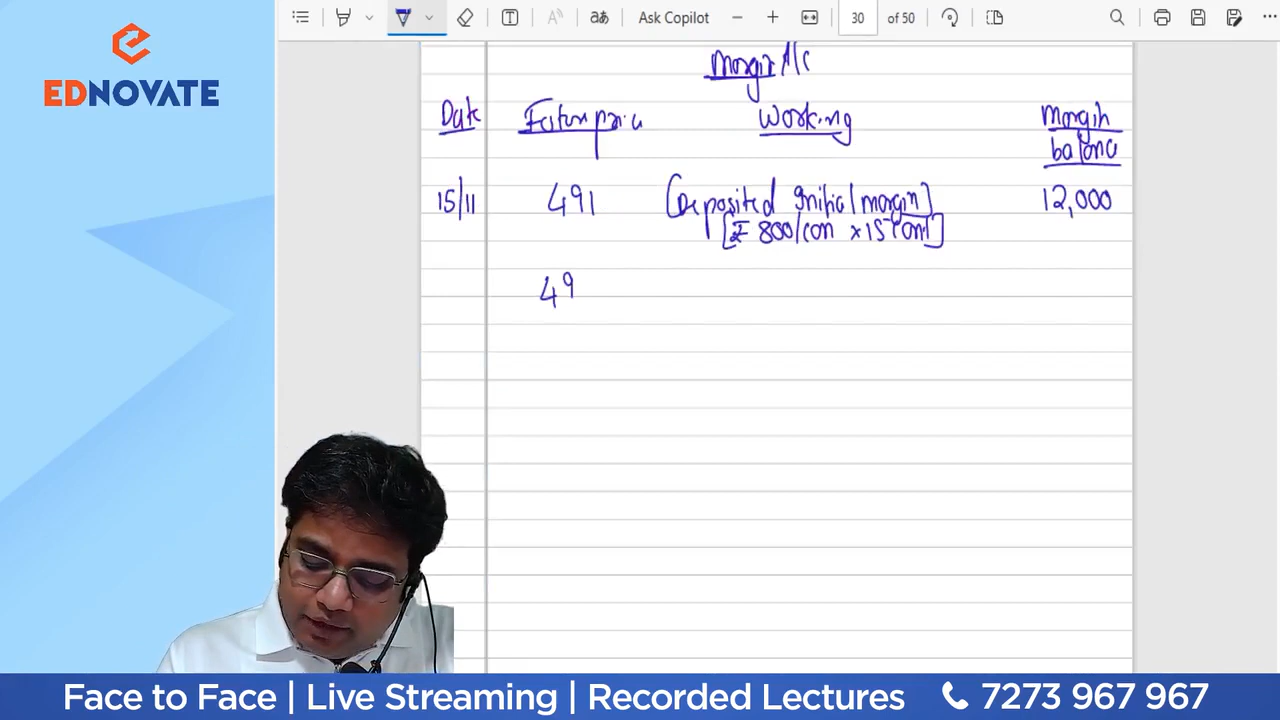 Ask Copilot
30 of 50
EDNOVATE
Margin A/c
Date Future price Working Margin
balance
15/11 491 [Deposited Initial margin] 12,000
[₹ 800/con × 15 cont]
49
Face to Face | Live Streaming | Recorded Lectures 7273 967 967